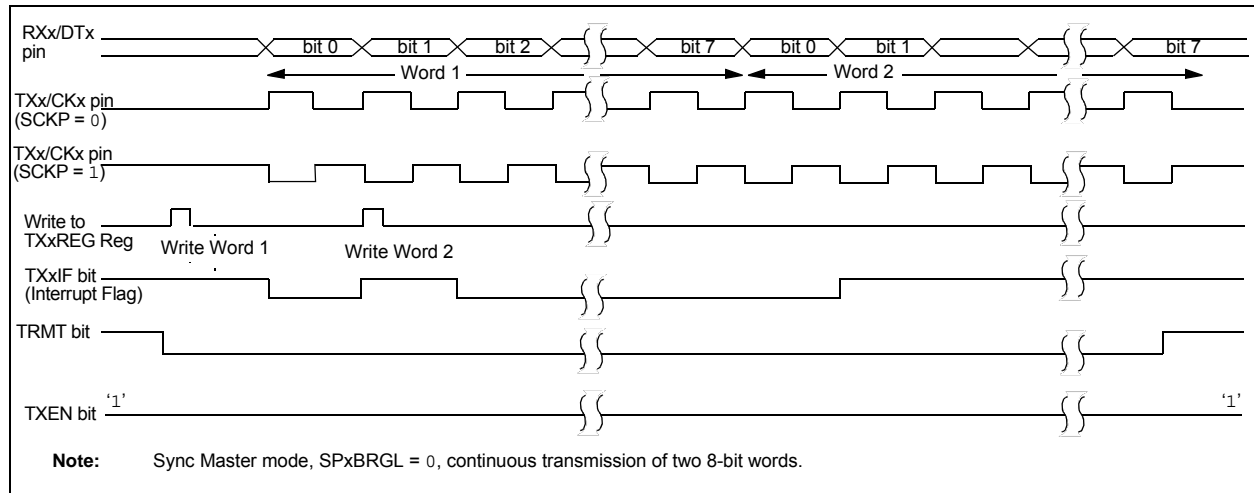 RXx/DTx
pin
bit 0 bit 1 bit 2 bit 7 bit 0 bit 1 bit 7
Word 1 Word 2
TXx/CKx pin
(SCKP = 0)
TXx/CKx pin
(SCKP = 1)
Write to
TXxREG Reg
Write Word 1 Write Word 2
TXxIF bit
(Interrupt Flag)
TRMT bit
‘1’ ‘1’
TXEN bit
Note: Sync Master mode, SPxBRGL = 0, continuous transmission of two 8-bit words.